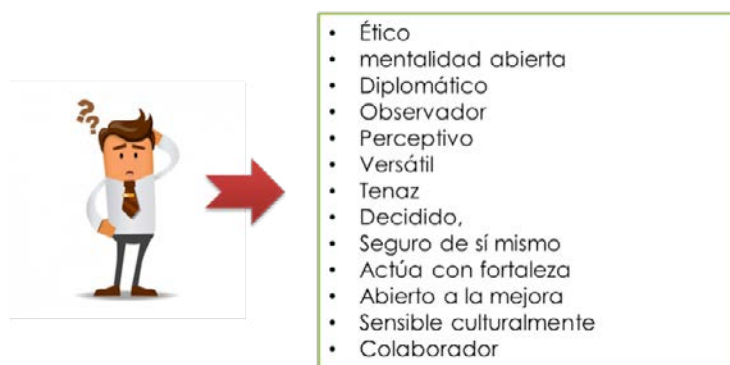 ??
• Ético
• mentalidad abierta
• Diplomático
• Observador
• Perceptivo
• Versátil
• Tenaz
• Decidido,
• Seguro de sí mismo
• Actúa con fortaleza
• Abierto a la mejora
• Sensible culturalmente
• Colaborador